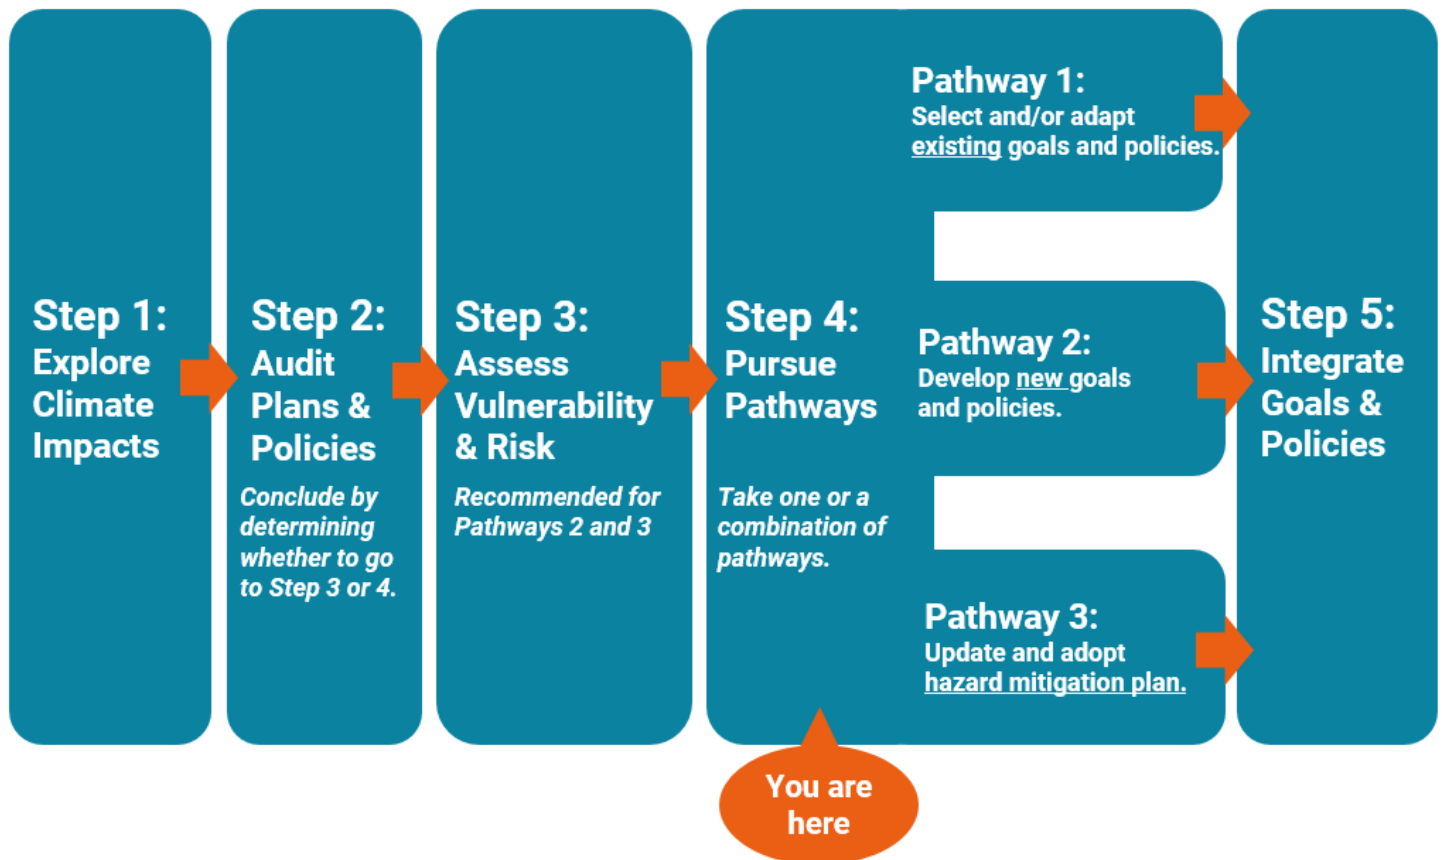 Step 1:
Explore
Climate
Impacts
Step 2:
Audit
Plans &
Policies
Conclude by
determining
whether to go
to Step 3 or 4.
Step 3:
Assess
Vulnerability
& Risk
Recommended for
Pathways 2 and 3
Step 4:
Pursue
Pathways
Take one or a
combination of
pathways.
Pathway 1:
Select and/or adapt
existing goals and policies.
Pathway 2:
Develop new goals
and policies.
Pathway 3:
Update and adopt
hazard mitigation plan.
Step 5:
Integrate
Goals &
Policies
You are
here